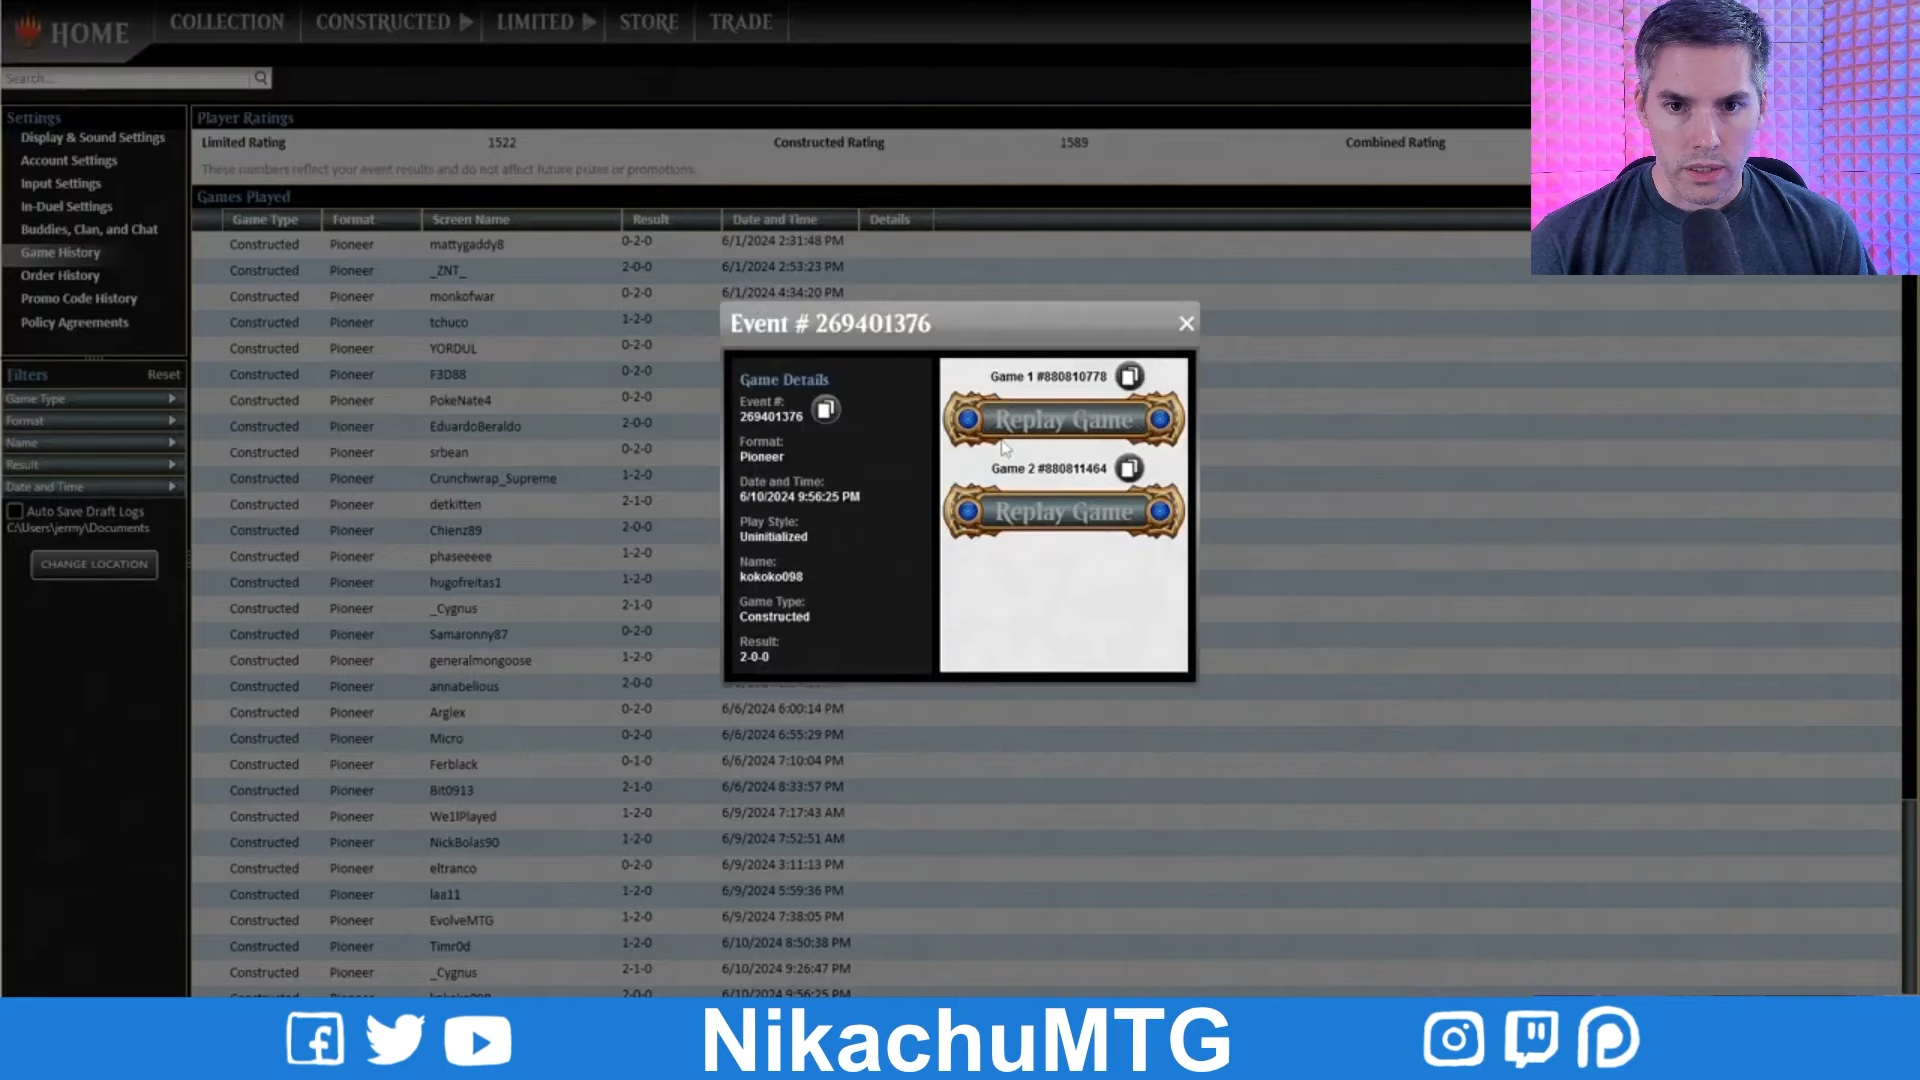 HOME
COLLECTION
CONSTRUCTED
LIMITED
STORE
TRADE
Search...
Settings
Display & Sound Settings
Account Settings
Input Settings
In-Duel Settings
Buddies, Clan, and Chat
Game History
Order History
Promo Code History
Policy Agreements
Filters Reset
Game Type
Format
Name
Result
Date and Time
Auto Save Draft Logs
C:\Users\jermy\Documents
CHANGE LOCATION
Player Ratings
Limited Rating 1522 Constructed Rating 1589 Combined Rating
These numbers reflect your event results and do not affect future prizes or promotions.
Games Played
Game Type Format Screen Name Result Date and Time Details
Constructed Pioneer mattygaddy8 0-2-0 6/1/2024 2:31:48 PM
Constructed Pioneer _ZNT_ 2-0-0 6/1/2024 2:53:23 PM
Constructed Pioneer monkofwar 0-2-0 6/1/2024 4:34:20 PM
Constructed Pioneer tchuco 1-2-0
Constructed Pioneer YORDUL 0-2-0
Constructed Pioneer F3D88 0-2-0
Constructed Pioneer PokeNate4 0-2-0
Constructed Pioneer EduardoBeraldo 2-0-0
Constructed Pioneer srbean 0-2-0
Constructed Pioneer Crunchwrap_Supreme 1-2-0
Constructed Pioneer detkitten 2-1-0
Constructed Pioneer Chienz89 2-0-0
Constructed Pioneer phaseeeee 1-2-0
Constructed Pioneer hugofreitas1 1-2-0
Constructed Pioneer _Cygnus 2-1-0
Constructed Pioneer Samaronny87 0-2-0
Constructed Pioneer generalmongoose 1-2-0
Constructed Pioneer annabelious 2-0-0
Constructed Pioneer Arglex 0-2-0 6/6/2024 6:00:14 PM
Constructed Pioneer Micro 0-2-0 6/6/2024 6:55:29 PM
Constructed Pioneer Ferblack 0-1-0 6/6/2024 7:10:04 PM
Constructed Pioneer Bit0913 2-1-0 6/6/2024 8:33:57 PM
Constructed Pioneer We1lPlayed 1-2-0 6/9/2024 7:17:43 AM
Constructed Pioneer NickBolas90 1-2-0 6/9/2024 7:52:51 AM
Constructed Pioneer eltranco 0-2-0 6/9/2024 3:11:13 PM
Constructed Pioneer laa11 1-2-0 6/9/2024 5:59:36 PM
Constructed Pioneer EvolveMTG 1-2-0 6/9/2024 7:38:05 PM
Constructed Pioneer Timr0d 1-2-0 6/10/2024 8:50:38 PM
Constructed Pioneer _Cygnus 2-1-0 6/10/2024 9:26:47 PM
2-0-0 6/10/2024 9:56:25 PM
Event # 269401376
Game Details
Event #:
269401376
Format:
Pioneer
Date and Time:
6/10/2024 9:56:25 PM
Play Style:
Uninitialized
Name:
kokoko098
Game Type:
Constructed
Result:
2-0-0
Game 1 #880810778
Replay Game
Game 2 #880811464
Replay Game
NikachuMTG